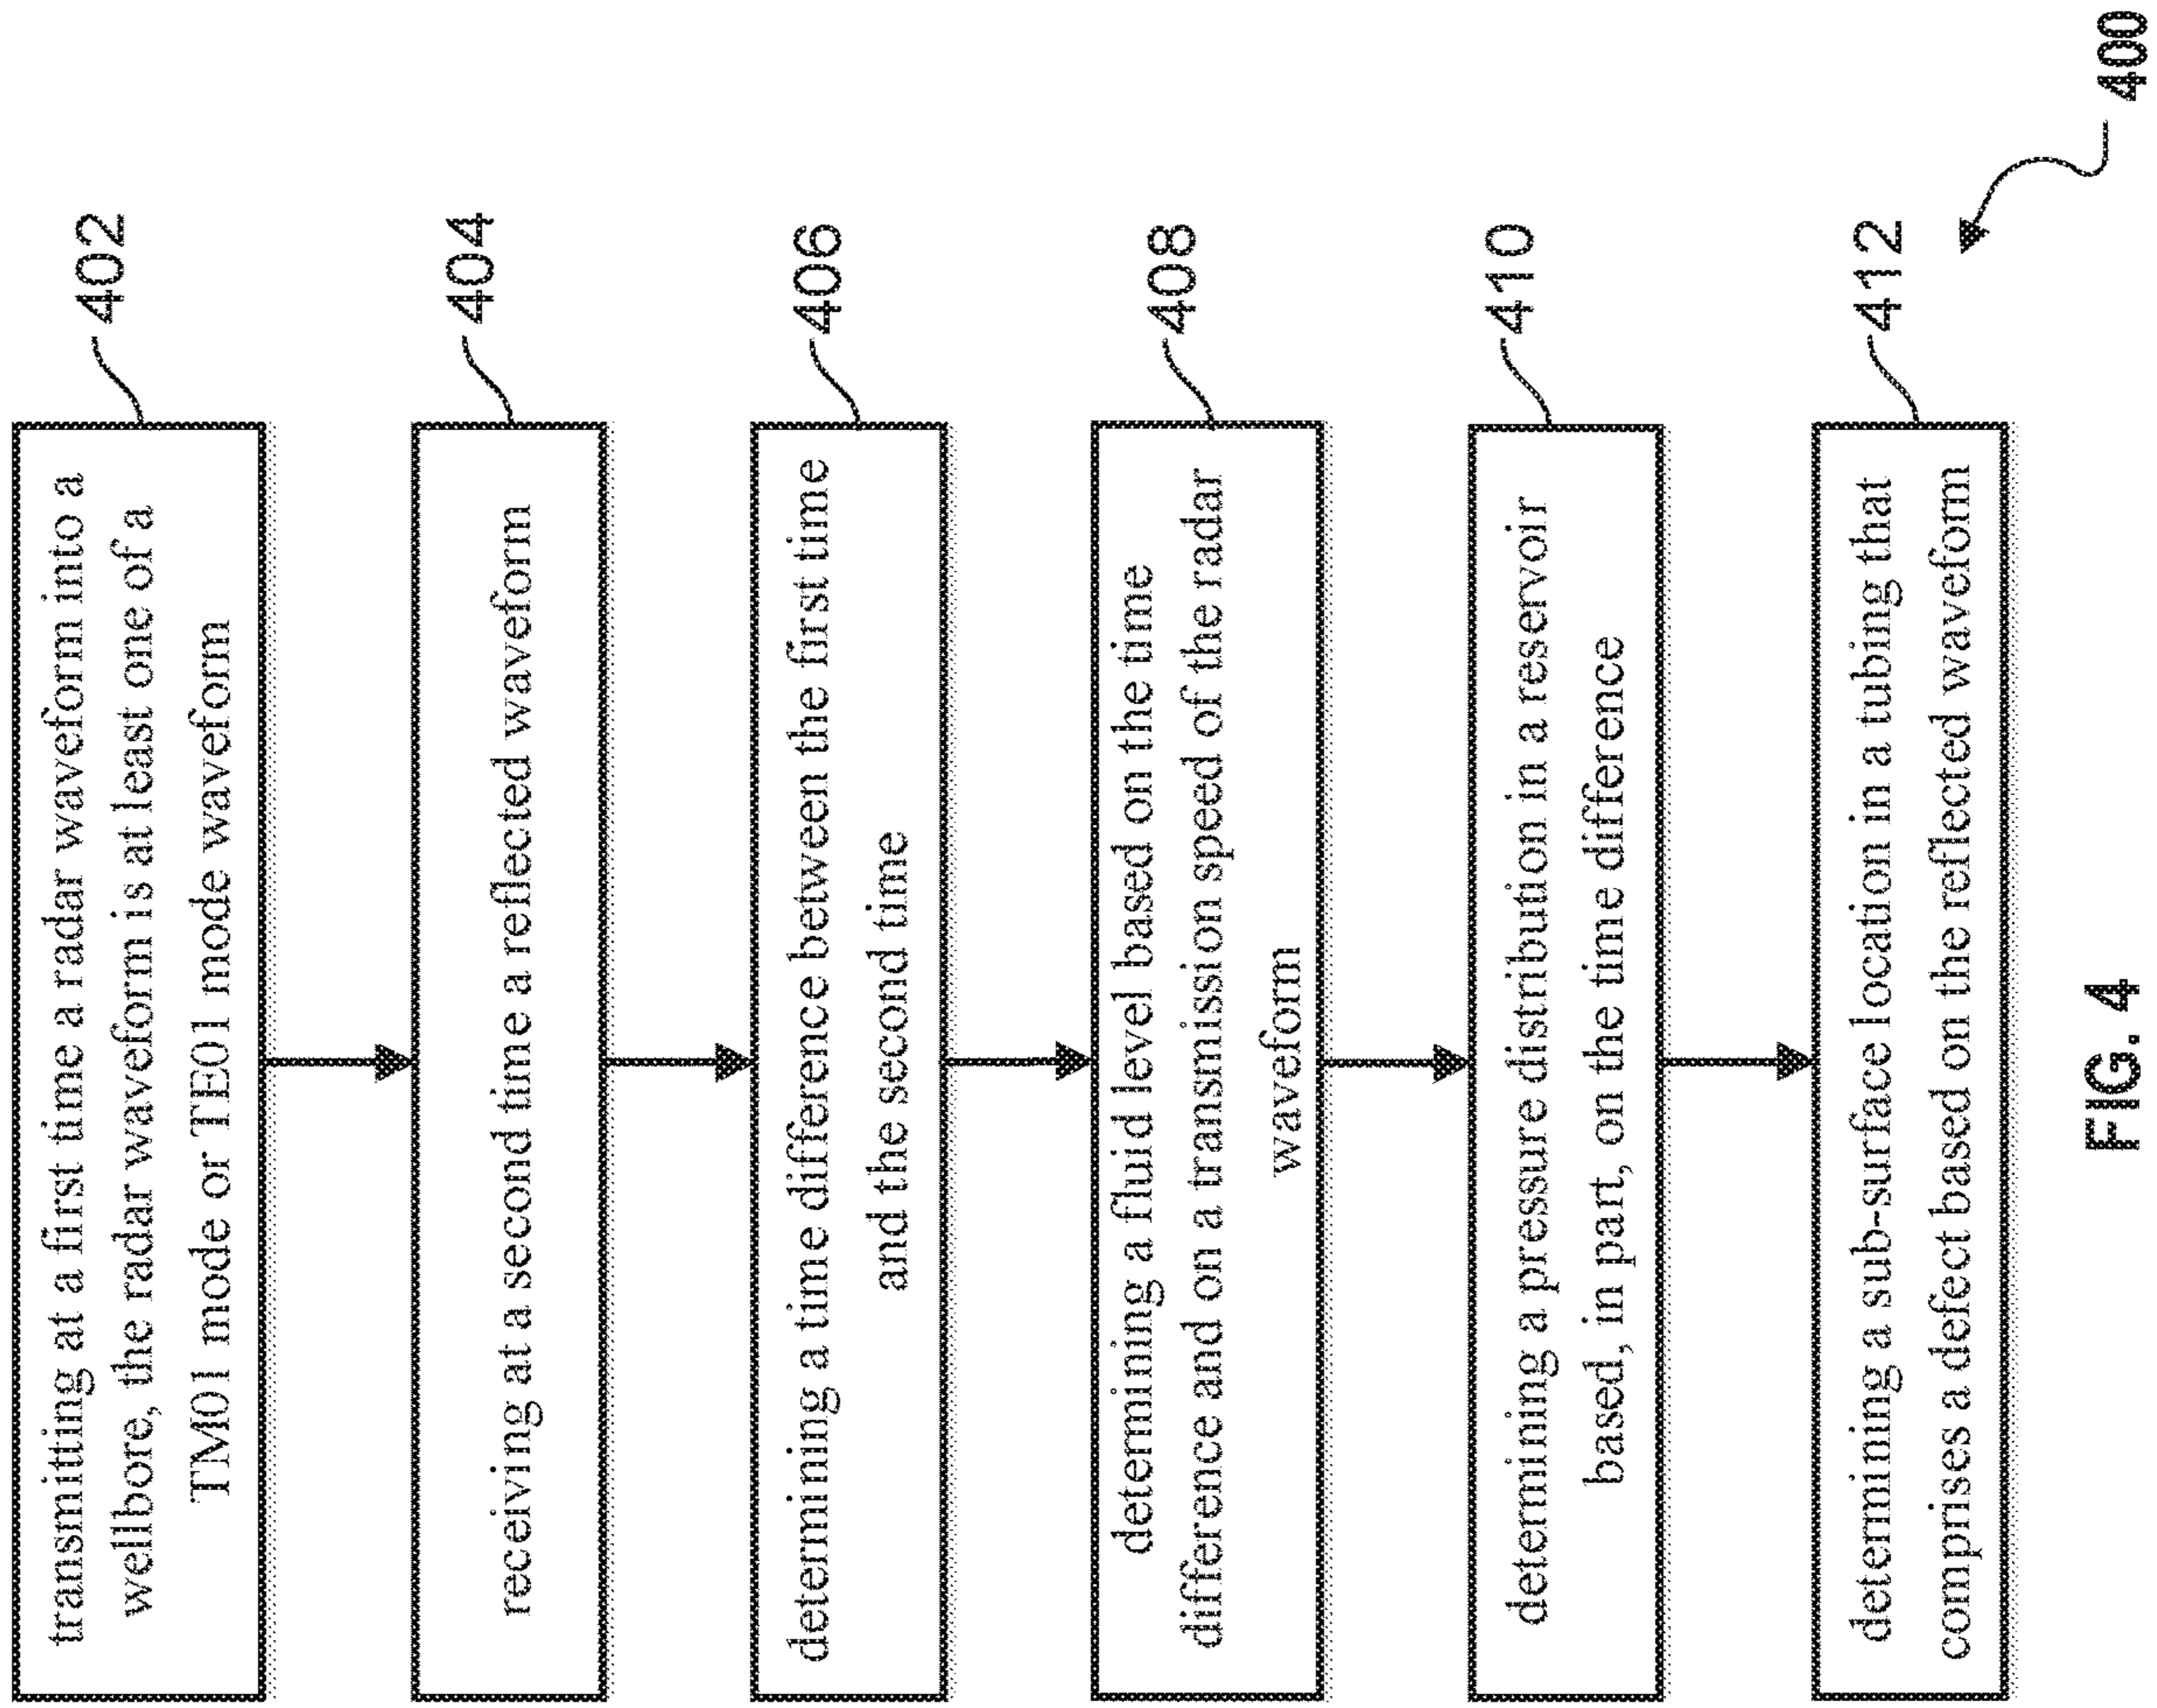 transmitting at a first time a radar waveform into a
wellbore, the radar waveform is at least one of a
TM01 mode or TE01 mode waveform
402
receiving at a second time a reflected waveform
404
determining a time difference between the first time
and the second time
406
determining a fluid level based on the time
difference and on a transmission speed of the radar
waveform
408
determining a pressure distribution in a reservoir
based, in part, on the time difference
410
determining a sub-surface location in a tubing that
comprises a defect based on the reflected waveform
412
400
FIG. 4